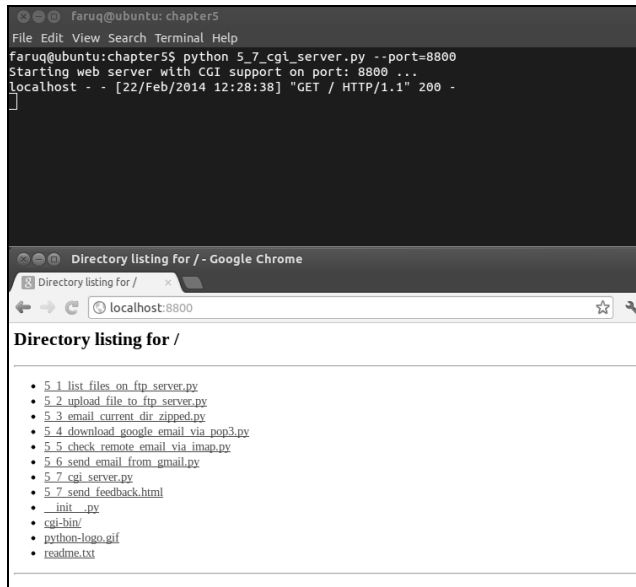 faruq@ubuntu: chapter5
File Edit View Search Terminal Help
faruq@ubuntu:chapter5$ python 5_7_cgi_server.py --port=8800
Starting web server with CGI support on port: 8800 ...
localhost - - [22/Feb/2014 12:28:38] "GET / HTTP/1.1" 200 -
Directory listing for / - Google Chrome
Directory listing for /
localhost:8800
Directory listing for /
5_1_list_files_on_ftp_server.py
5_2_upload_file_to_ftp_server.py
5_3_email_current_dir_zipped.py
5_4_download_google_email_via_pop3.py
5_5_check_remote_email_via_imap.py
5_6_send_email_from_gmail.py
5_7_cgi_server.py
5_7_send_feedback.html
__init__.py
cgi-bin/
python-logo.gif
readme.txt